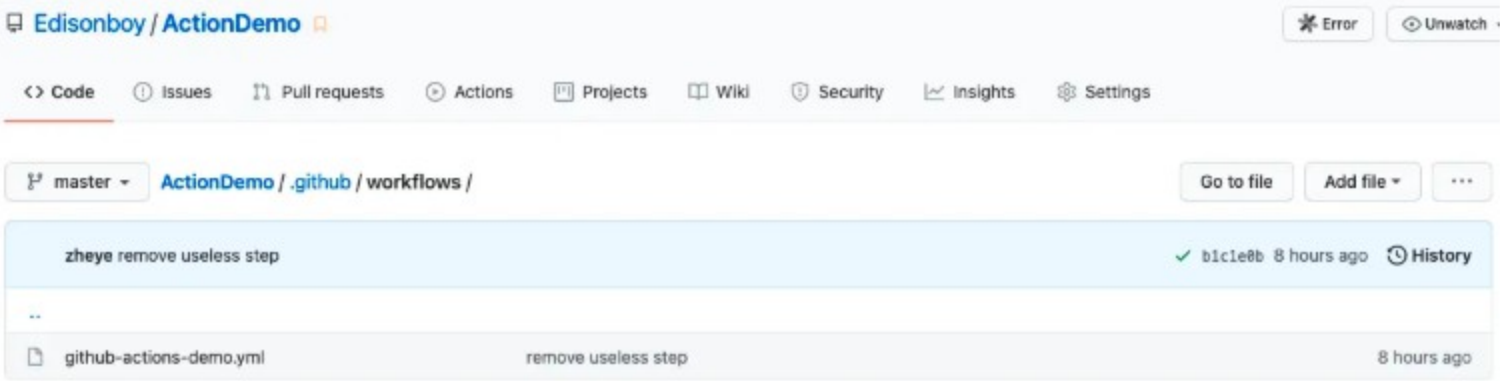 Edisonboy / ActionDemo Error Unwatch
Code Issues Pull requests Actions Projects Wiki Security Insights Settings
master ActionDemo / .github / workflows / Go to file Add file ...
zheye remove useless step b1c1e0b 8 hours ago History
..
github-actions-demo.yml remove useless step 8 hours ago